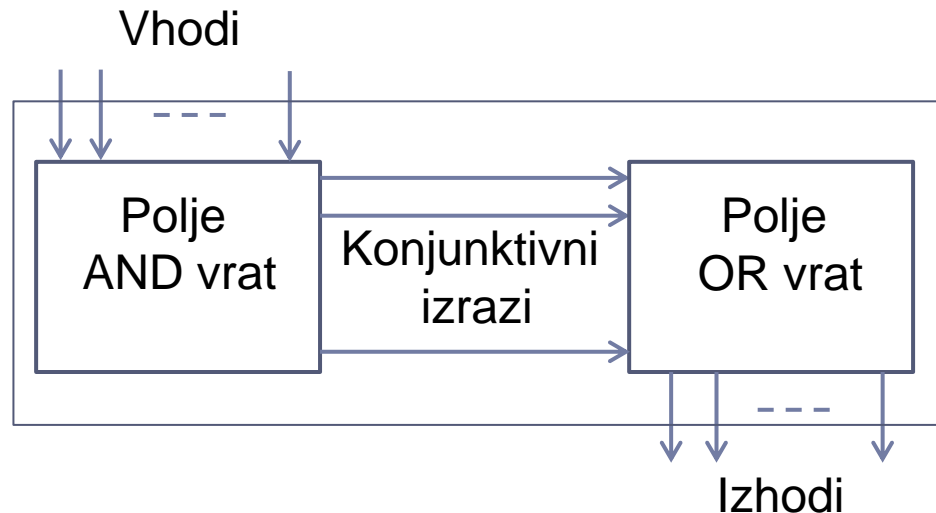 Vhodi
Polje
AND vrat
Konjunktivni
izrazi
Polje
OR vrat
Izhodi